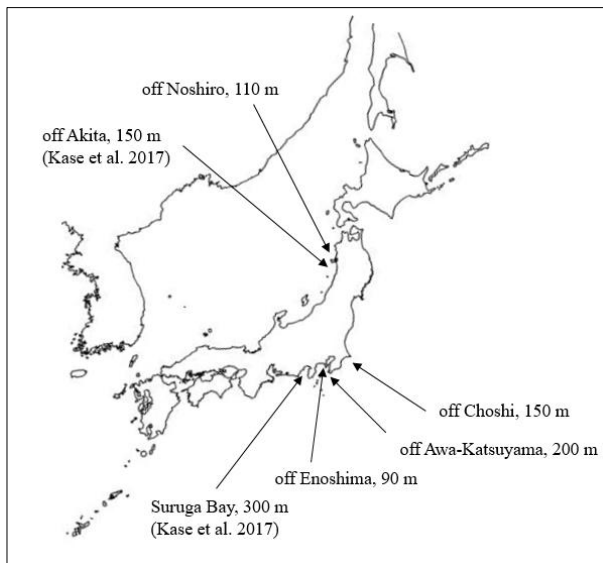 off Noshiro, 110 m
off Akita, 150 m
(Kase et al. 2017)
off Choshi, 150 m
off Awa-Katsuyama, 200 m
off Enoshima, 90 m
Suruga Bay, 300 m
(Kase et al. 2017)